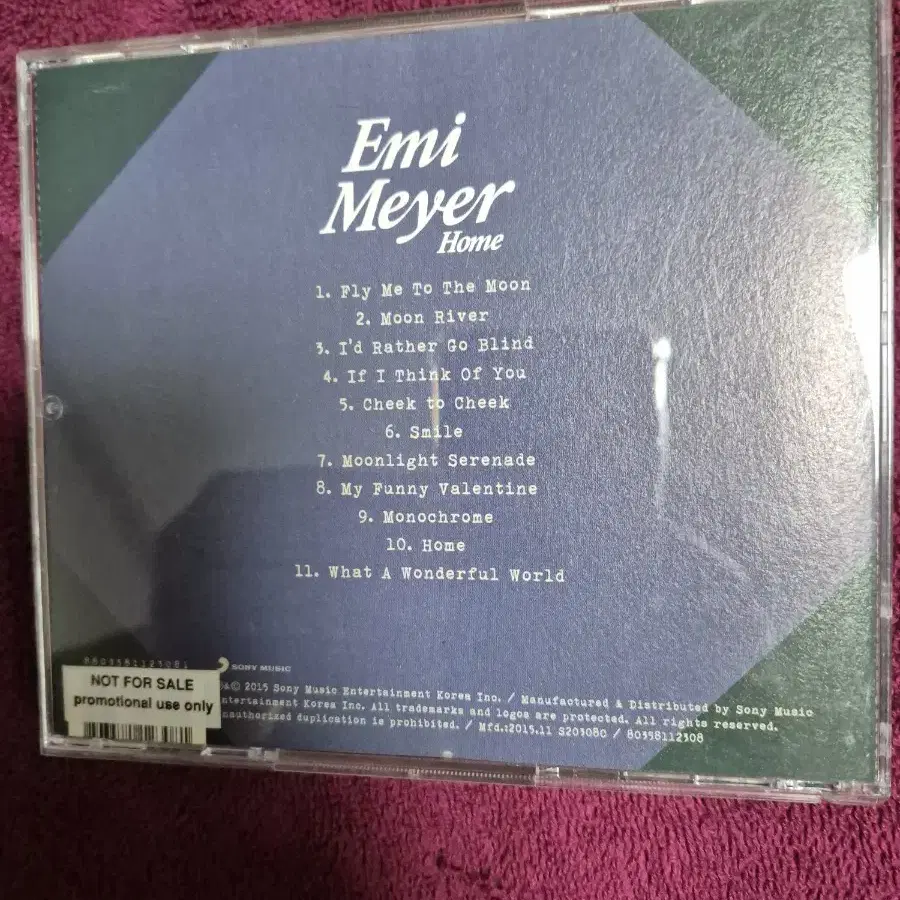 Emi
Meyer
Home
1. Fly Me To The Moon
2. Moon River
3. I'd Rather Go Blind
4. If I Think Of You
5. Cheek to Cheek
6. Smile
7. Moonlight Serenade
8. My Funny Valentine
9. Monochrome
10. Home
11. What A Wonderful World
SONY MUSIC
NOT FOR SALE
promotional use only
© 2015 Sony Music Entertainment Korea Inc. / Manufactured & Distributed by Sony Music
Entertainment Korea Inc. All trademarks and logos are protected. All rights reserved.
unauthorized duplication is prohibited. / Mfd.:2015.11 S20308C / 80358112308